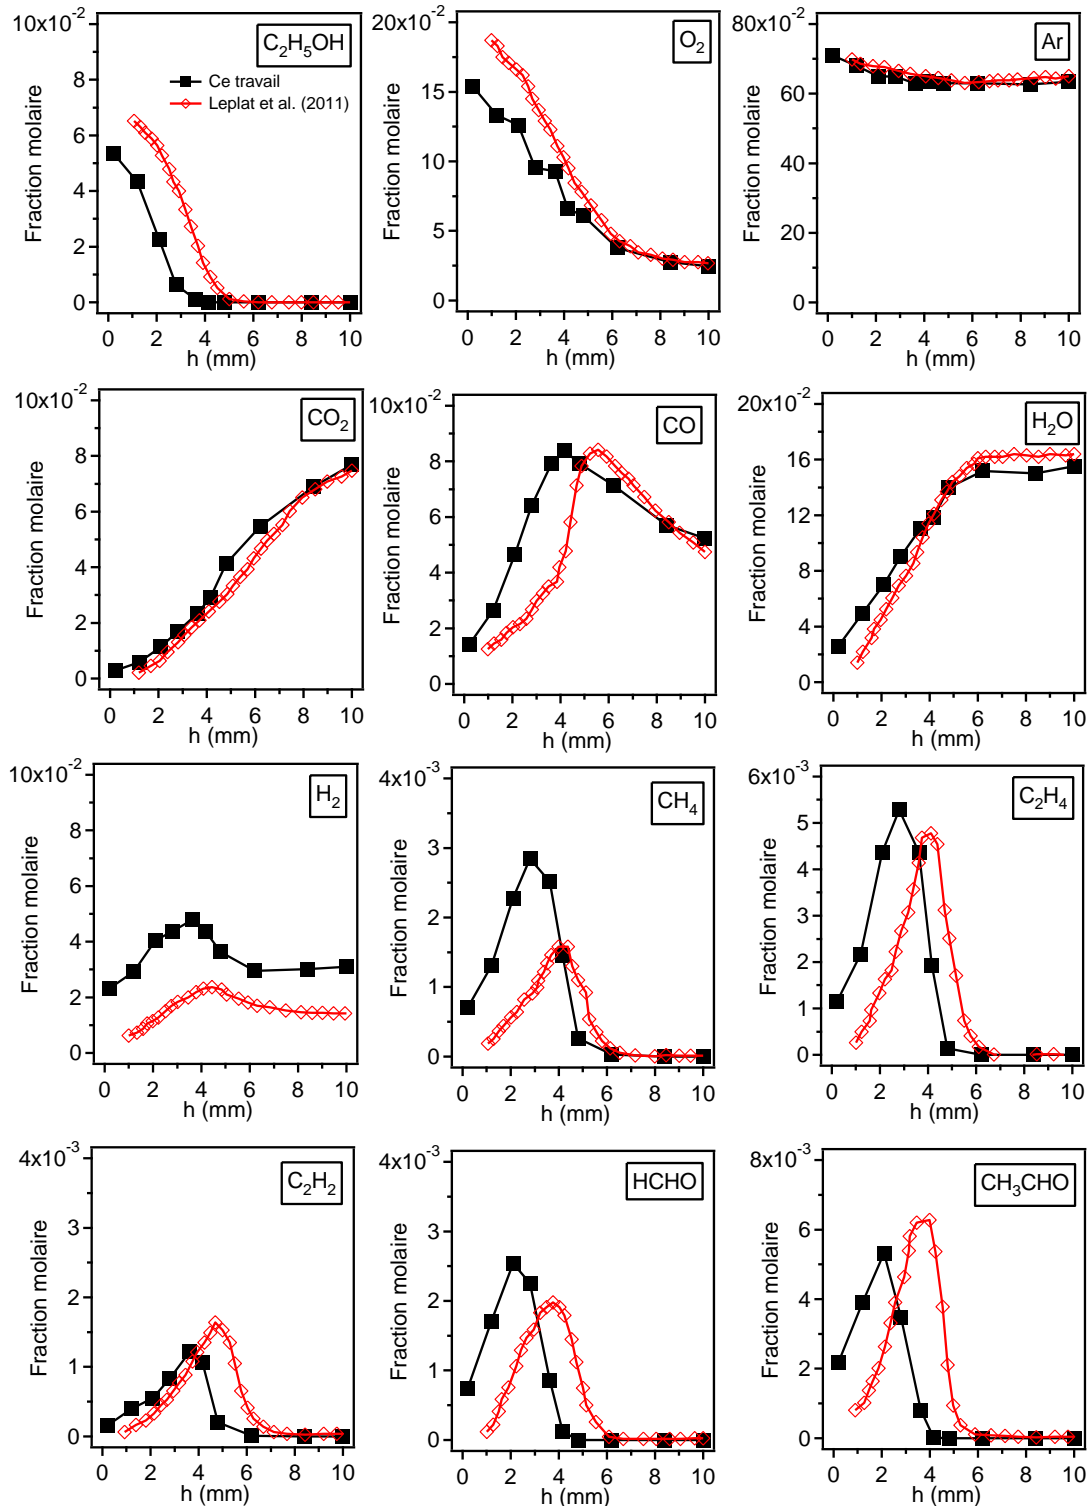 10x10⁻²
C₂H₅OH
Ce travail
Leplat et al. (2011)
Fraction molaire
8
6
4
2
0
0 2 4 6 8 10
h (mm)
20x10⁻²
O₂
Fraction molaire
15
10
5
0
0 2 4 6 8 10
h (mm)
80x10⁻²
Ar
Fraction molaire
60
40
20
0
0 2 4 6 8 10
h (mm)
10x10⁻²
CO₂
Fraction molaire
8
6
4
2
0
0 2 4 6 8 10
h (mm)
10x10⁻²
CO
Fraction molaire
8
6
4
2
0
0 2 4 6 8 10
h (mm)
20x10⁻²
H₂O
Fraction molaire
16
12
8
4
0
0 2 4 6 8 10
h (mm)
10x10⁻²
H₂
Fraction molaire
8
6
4
2
0
0 2 4 6 8 10
h (mm)
4x10⁻³
CH₄
Fraction molaire
3
2
1
0
0 2 4 6 8 10
h (mm)
6x10⁻³
C₂H₄
Fraction molaire
5
4
3
2
1
0
0 2 4 6 8 10
h (mm)
4x10⁻³
C₂H₂
Fraction molaire
3
2
1
0
0 2 4 6 8 10
h (mm)
4x10⁻³
HCHO
Fraction molaire
3
2
1
0
0 2 4 6 8 10
h (mm)
8x10⁻³
CH₃CHO
Fraction molaire
6
4
2
0
0 2 4 6 8 10
h (mm)